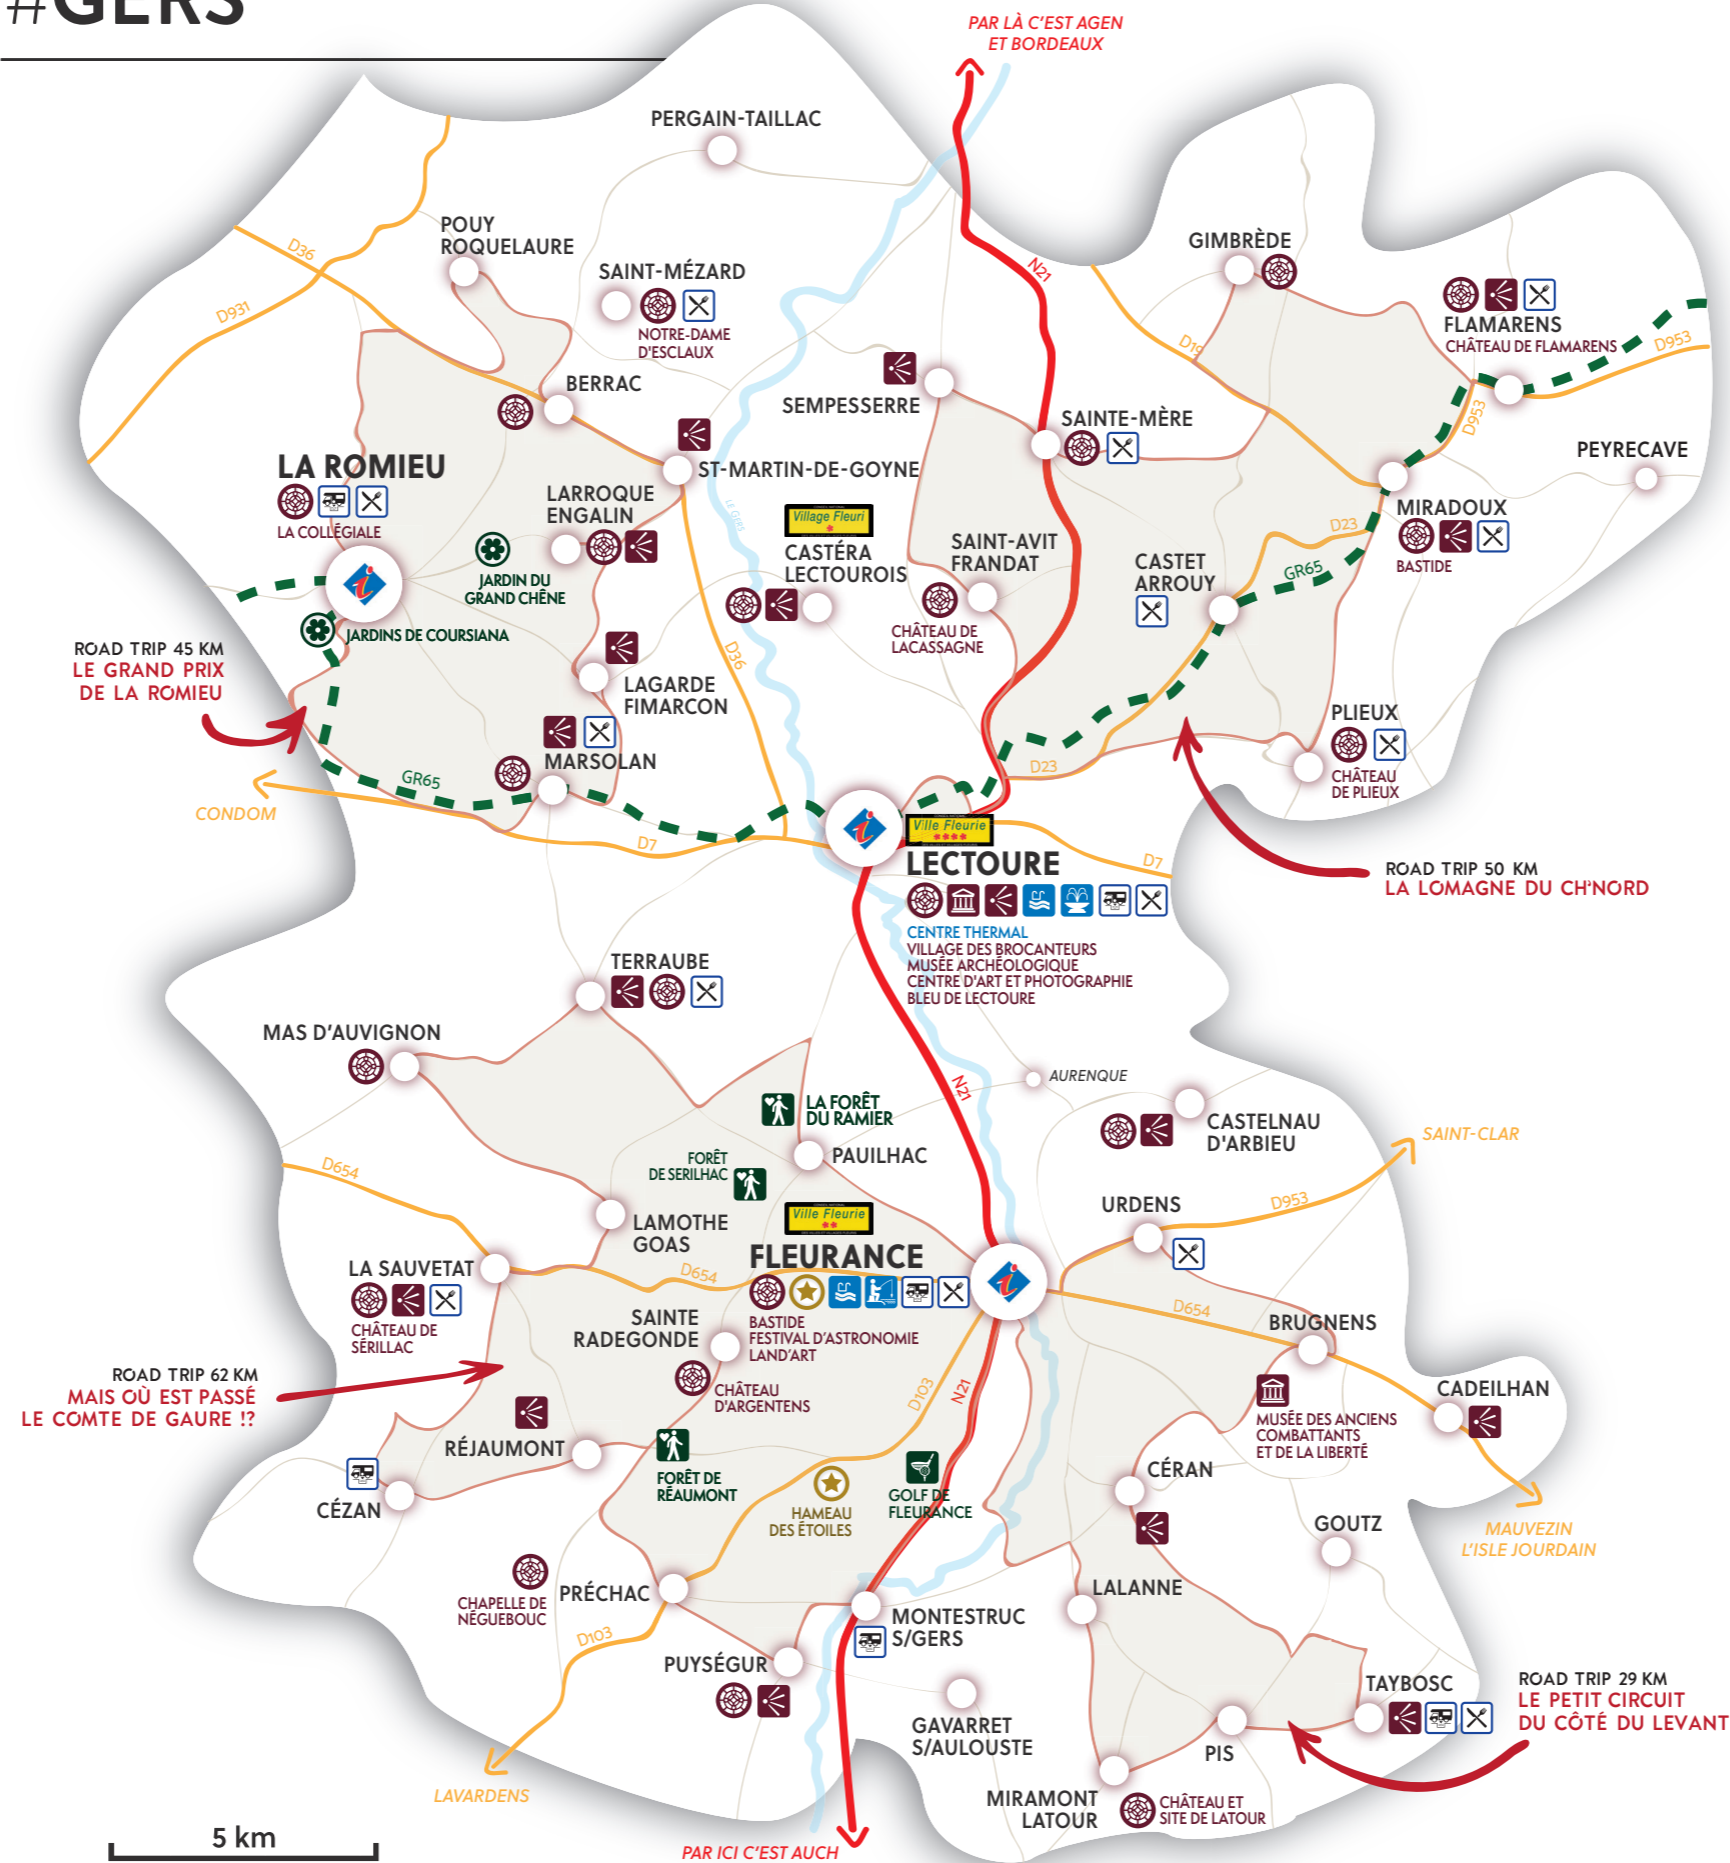 #GERS
PAR LÀ C'EST AGEN
ET BORDEAUX
PERGAIN-TAILLAC
POUY
ROQUELAURE
D36
D931
SAINT-MÉZARD
NOTRE-DAME
D'ESCLAUX
N21
GIMBRÈDE
FLAMARENS
CHÂTEAU DE FLAMARENS
D953
D19
D953
BERRAC
SEMPESSERRE
SAINTE-MÈRE
PEYRECAVE
LA ROMIEU
LA COLLÉGIALE
ST-MARTIN-DE-GOYNE
LARROQUE
ENGALIN
LE GERS
Village Fleuri
CASTÉRA
LECTOUROIS
SAINT-AVIT
FRANDAT
CHÂTEAU DE
LACASSAGNE
CASTET
ARROUY
D23
GR65
MIRADOUX
BASTIDE
JARDIN DU
GRAND CHÊNE
JARDINS DE COURSIANA
ROAD TRIP 45 KM
LE GRAND PRIX
DE LA ROMIEU
D36
LAGARDE
FIMARCON
MARSOLAN
GR65
CONDOM
PLIEUX
CHÂTEAU
DE PLIEUX
D23
D7
Ville Fleurie
LECTOURE
D7
CENTRE THERMAL
VILLAGE DES BROCANTEURS
MUSÉE ARCHÉOLOGIQUE
CENTRE D'ART ET PHOTOGRAPHIE
BLEU DE LECTOURE
ROAD TRIP 50 KM
LA LOMAGNE DU CH'NORD
TERRAUBE
MAS D'AUVIGNON
N21
AURENQUE
LA FORÊT
DU RAMIER
PAUILHAC
CASTELNAU
D'ARBIEU
SAINT-CLAR
FORÊT
DE SERILHAC
D654
LAMOTHE
GOAS
Ville Fleurie
FLEURANCE
URDENS
D953
LA SAUVETAT
CHÂTEAU DE
SÉRILLAC
D654
BASTIDE
FESTIVAL D'ASTRONOMIE
LAND'ART
D654
BRUGNENS
SAINTE
RADEGONDE
CHÂTEAU
D'ARGENTENS
ROAD TRIP 62 KM
MAIS OÙ EST PASSÉ
LE COMTE DE GAURE !?
D103
N21
MUSÉE DES ANCIENS
COMBATTANTS
ET DE LA LIBERTÉ
CADEILHAN
RÉJAUMONT
CÉZAN
FORÊT DE
RÉAUMONT
HAMEAU
DES ÉTOILES
GOLF DE
FLEURANCE
CÉRAN
GOUTZ
MAUVEZIN
L'ISLE JOURDAIN
CHAPELLE DE
NÉGUEBOUC
PRÉCHAC
D103
LALANNE
MONTESTRUC
S/GERS
PUYSÉGUR
GAVARRET
S/AULOUSTE
TAYBOSC
PIS
ROAD TRIP 29 KM
LE PETIT CIRCUIT
DU CÔTÉ DU LEVANT
MIRAMONT
LATOUR
CHÂTEAU ET
SITE DE LATOUR
LAVARDENS
5 km
PAR ICI C'EST AUCH